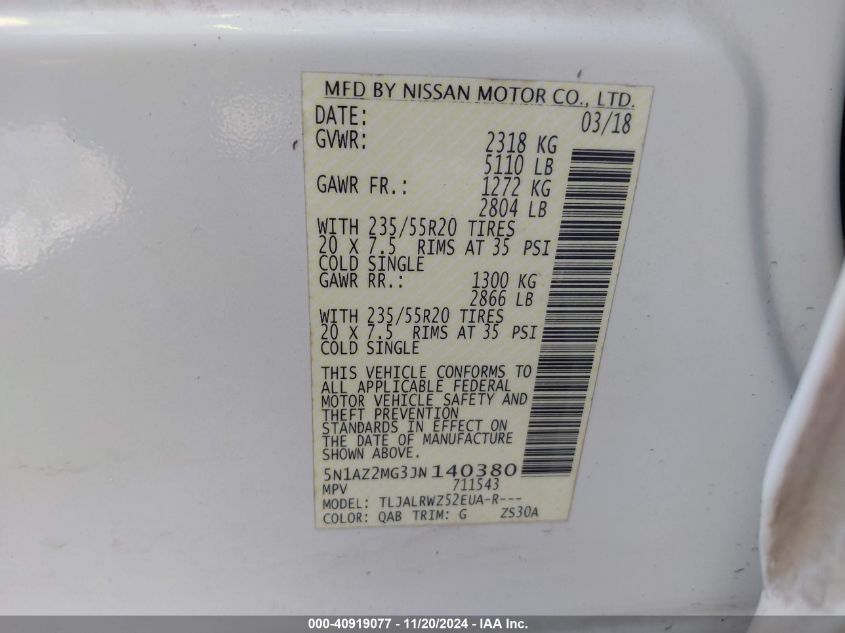 MFD BY NISSAN MOTOR CO., LTD.
DATE: 03/18
GVWR: 2318 KG
5110 LB
GAWR FR.: 1272 KG
2804 LB
WITH 235/55R20 TIRES
20 X 7.5 RIMS AT 35 PSI
COLD SINGLE
GAWR RR.: 1300 KG
2866 LB
WITH 235/55R20 TIRES
20 X 7.5 RIMS AT 35 PSI
COLD SINGLE
THIS VEHICLE CONFORMS TO
ALL APPLICABLE FEDERAL
MOTOR VEHICLE SAFETY AND
THEFT PREVENTION
STANDARDS IN EFFECT ON
THE DATE OF MANUFACTURE
SHOWN ABOVE.
5N1AZ2MG3JN140380
MPV 711543
MODEL: TLJALRWZ52EUA-R---
COLOR: QAB TRIM: G ZS30A
000-40919077 - 11/20/2024 - IAA Inc.